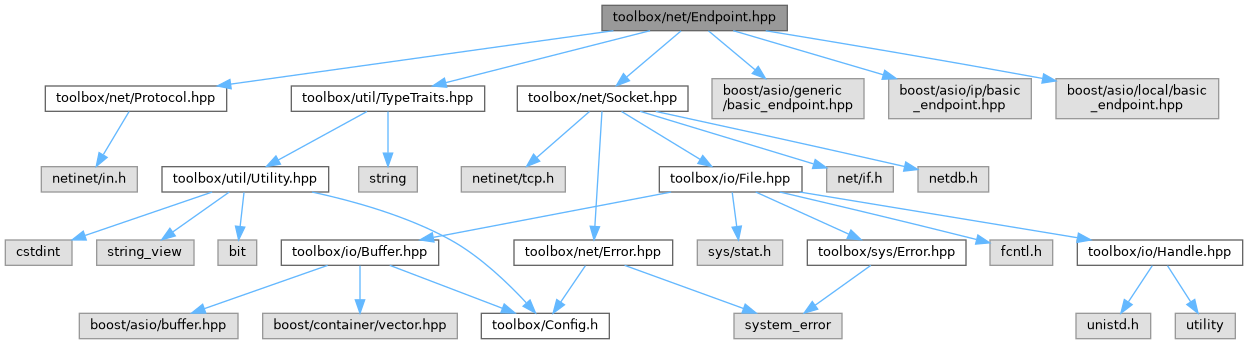 toolbox/net/Endpoint.hpp
toolbox/net/Protocol.hpp
toolbox/util/TypeTraits.hpp
toolbox/net/Socket.hpp
boost/asio/generic
/basic_endpoint.hpp
boost/asio/ip/basic
_endpoint.hpp
boost/asio/local/basic
_endpoint.hpp
netinet/in.h
toolbox/util/Utility.hpp
string
netinet/tcp.h
toolbox/io/File.hpp
net/if.h
netdb.h
cstdint
string_view
bit
toolbox/io/Buffer.hpp
toolbox/net/Error.hpp
sys/stat.h
toolbox/sys/Error.hpp
fcntl.h
toolbox/io/Handle.hpp
boost/asio/buffer.hpp
boost/container/vector.hpp
toolbox/Config.h
system_error
unistd.h
utility